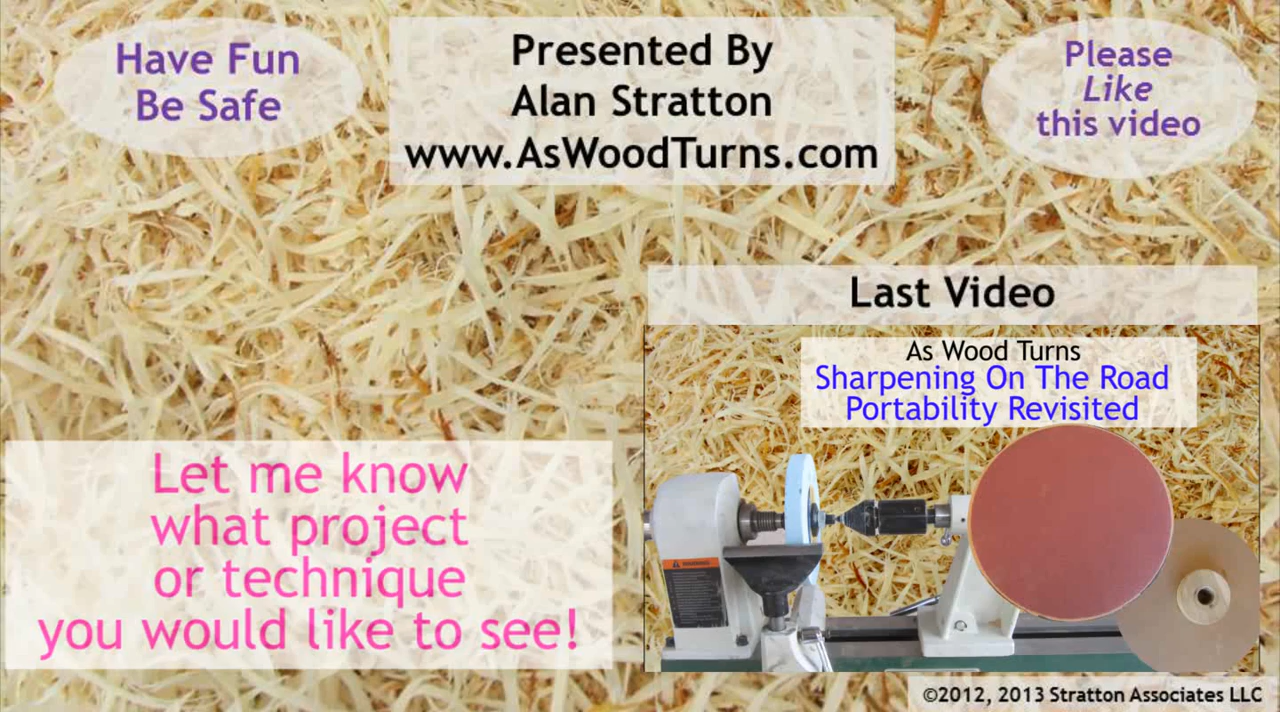 Have Fun
Be Safe
Presented By
Alan Stratton
www.AsWoodTurns.com
Please
Like
this video
Last Video
As Wood Turns
Sharpening On The Road
Portability Revisited
Let me know
what project
or technique
you would like to see!
©2012, 2013 Stratton Associates LLC